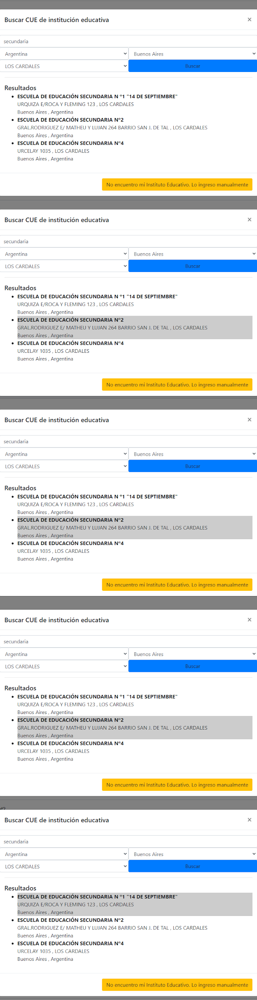 Buscar CUE de institución educativa
×
secundaria
Argentina
Buenos Aires
LOS CARDALES
Buscar
Resultados
ESCUELA DE EDUCACIÓN SECUNDARIA N º1 "14 DE SEPTIEMBRE"
URQUIZA E/ROCA Y FLEMING 123 , LOS CARDALES
Buenos Aires , Argentina
ESCUELA DE EDUCACIÓN SECUNDARIA Nº2
GRAL.RODRIGUEZ E/ MATHEU Y LUJAN 264 BARRIO SAN J. DE TAL , LOS CARDALES
Buenos Aires , Argentina
ESCUELA DE EDUCACIÓN SECUNDARIA Nº4
URCELAY 1035 , LOS CARDALES
Buenos Aires , Argentina
No encuentro mi Instituto Educativo. Lo ingreso manualmente
Buscar CUE de institución educativa
×
secundaria
Argentina
Buenos Aires
LOS CARDALES
Buscar
Resultados
ESCUELA DE EDUCACIÓN SECUNDARIA N º1 "14 DE SEPTIEMBRE"
URQUIZA E/ROCA Y FLEMING 123 , LOS CARDALES
Buenos Aires , Argentina
ESCUELA DE EDUCACIÓN SECUNDARIA Nº2
GRAL.RODRIGUEZ E/ MATHEU Y LUJAN 264 BARRIO SAN J. DE TAL , LOS CARDALES
Buenos Aires , Argentina
ESCUELA DE EDUCACIÓN SECUNDARIA Nº4
URCELAY 1035 , LOS CARDALES
Buenos Aires , Argentina
No encuentro mi Instituto Educativo. Lo ingreso manualmente
Buscar CUE de institución educativa
×
secundaria
Argentina
Buenos Aires
LOS CARDALES
Buscar
Resultados
ESCUELA DE EDUCACIÓN SECUNDARIA N º1 "14 DE SEPTIEMBRE"
URQUIZA E/ROCA Y FLEMING 123 , LOS CARDALES
Buenos Aires , Argentina
ESCUELA DE EDUCACIÓN SECUNDARIA Nº2
GRAL.RODRIGUEZ E/ MATHEU Y LUJAN 264 BARRIO SAN J. DE TAL , LOS CARDALES
Buenos Aires , Argentina
ESCUELA DE EDUCACIÓN SECUNDARIA Nº4
URCELAY 1035 , LOS CARDALES
Buenos Aires , Argentina
No encuentro mi Instituto Educativo. Lo ingreso manualmente
Buscar CUE de institución educativa
×
secundaria
Argentina
Buenos Aires
LOS CARDALES
Buscar
Resultados
ESCUELA DE EDUCACIÓN SECUNDARIA N º1 "14 DE SEPTIEMBRE"
URQUIZA E/ROCA Y FLEMING 123 , LOS CARDALES
Buenos Aires , Argentina
ESCUELA DE EDUCACIÓN SECUNDARIA Nº2
GRAL.RODRIGUEZ E/ MATHEU Y LUJAN 264 BARRIO SAN J. DE TAL , LOS CARDALES
Buenos Aires , Argentina
ESCUELA DE EDUCACIÓN SECUNDARIA Nº4
URCELAY 1035 , LOS CARDALES
Buenos Aires , Argentina
No encuentro mi Instituto Educativo. Lo ingreso manualmente
Buscar CUE de institución educativa
×
secundaria
Argentina
Buenos Aires
LOS CARDALES
Buscar
Resultados
ESCUELA DE EDUCACIÓN SECUNDARIA N º1 "14 DE SEPTIEMBRE"
URQUIZA E/ROCA Y FLEMING 123 , LOS CARDALES
Buenos Aires , Argentina
ESCUELA DE EDUCACIÓN SECUNDARIA Nº2
GRAL.RODRIGUEZ E/ MATHEU Y LUJAN 264 BARRIO SAN J. DE TAL , LOS CARDALES
Buenos Aires , Argentina
ESCUELA DE EDUCACIÓN SECUNDARIA Nº4
URCELAY 1035 , LOS CARDALES
Buenos Aires , Argentina
No encuentro mi Instituto Educativo. Lo ingreso manualmente